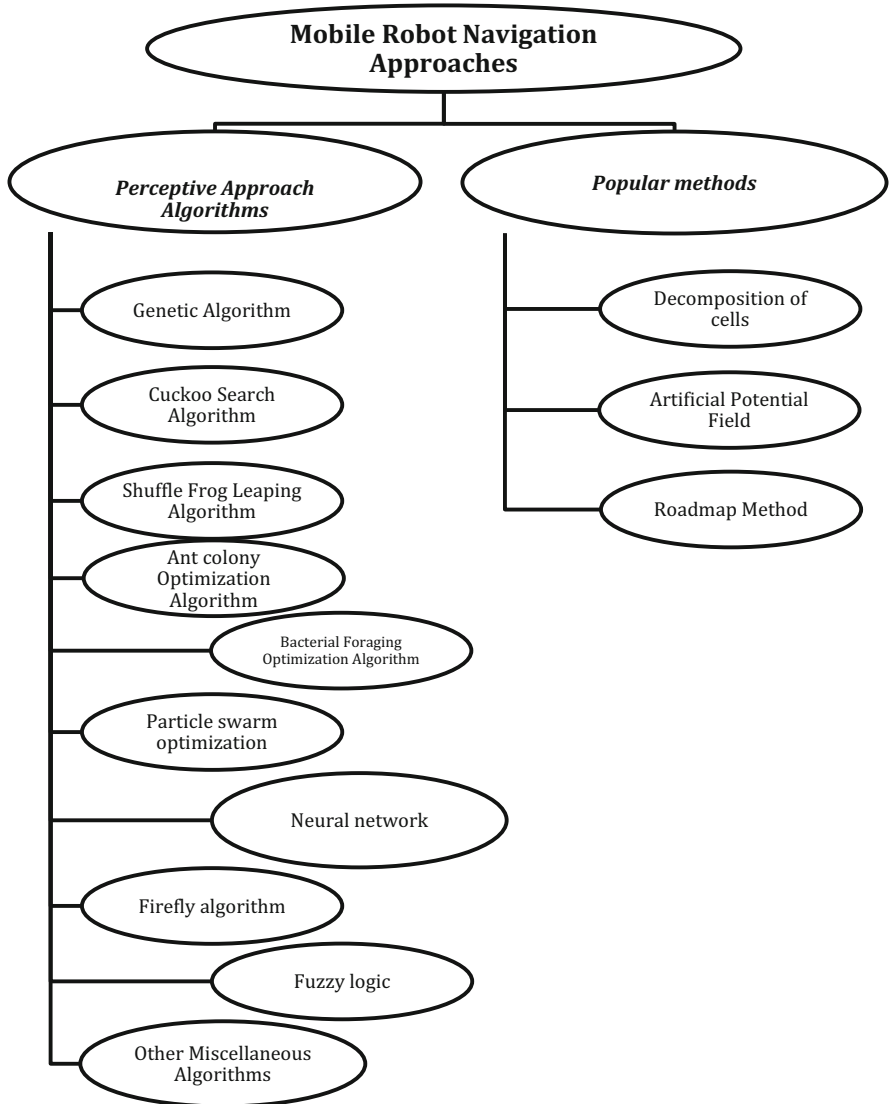 Mobile Robot Navigation
Approaches
Perceptive Approach
Algorithms
Popular methods
Genetic Algorithm
Cuckoo Search
Algorithm
Shuffle Frog Leaping
Algorithm
Ant colony
Optimization
Algorithm
Bacterial Foraging
Optimization Algorithm
Particle swarm
optimization
Neural network
Firefly algorithm
Fuzzy logic
Other Miscellaneous
Algorithms
Decomposition of
cells
Artificial Potential
Field
Roadmap Method